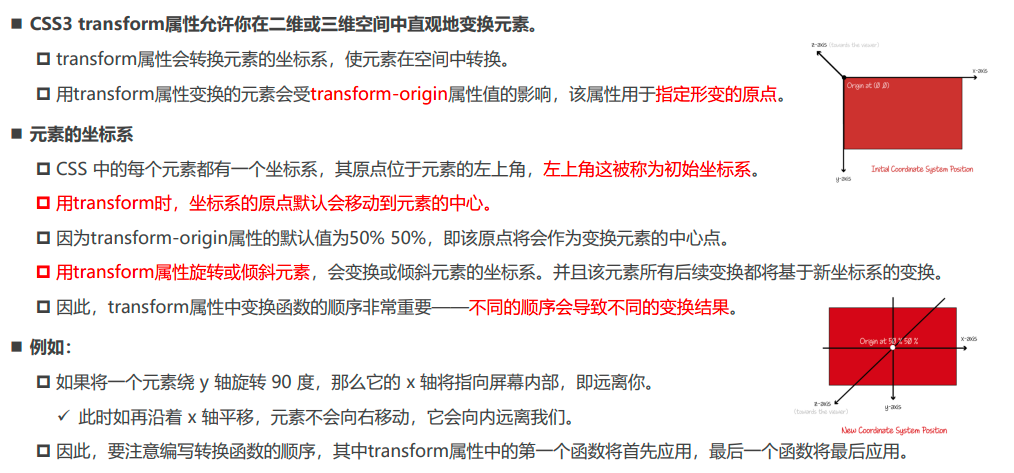 CSS3 transform属性允许你在二维或三维空间中直观地变换元素。
transform属性会转换元素的坐标系，使元素在空间中转换。
用transform属性变换的元素会受transform-origin属性值的影响，该属性用于指定形变的原点。
元素的坐标系
CSS 中的每个元素都有一个坐标系，其原点位于元素的左上角，左上角这被称为初始坐标系。
用transform时，坐标系的原点默认会移动到元素的中心。
因为transform-origin属性的默认值为50% 50%，即该原点将会作为变换元素的中心点。
用transform属性旋转或倾斜元素，会变换或倾斜元素的坐标系。并且该元素所有后续变换都将基于新坐标系的变换。
因此，transform属性中变换函数的顺序非常重要——不同的顺序会导致不同的变换结果。
例如：
如果将一个元素绕 y 轴旋转 90 度，那么它的 x 轴将指向屏幕内部，即远离你。
此时如再沿着 x 轴平移，元素不会向右移动，它会向内远离我们。
因此，要注意编写转换函数的顺序，其中transform属性中的第一个函数将首先应用，最后一个函数将最后应用。
z-axis (towards the viewer)
x-axis
Origin at (0 ,0)
Initial Coordinate System Position
y-axis
Origin at 50 % 50 %
x-axis
z-axis
(towards the viewer)
y-axis
New Coordinate System Position